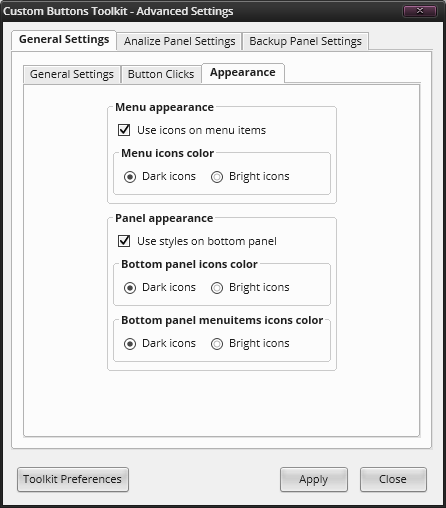 Custom Buttons Toolkit - Advanced Settings
General Settings Analize Panel Settings Backup Panel Settings
General Settings Button Clicks Appearance
Menu appearance
Use icons on menu items
Menu icons color
Dark icons Bright icons
Panel appearance
Use styles on bottom panel
Bottom panel icons color
Dark icons Bright icons
Bottom panel menuitems icons color
Dark icons Bright icons
Toolkit Preferences Apply Close